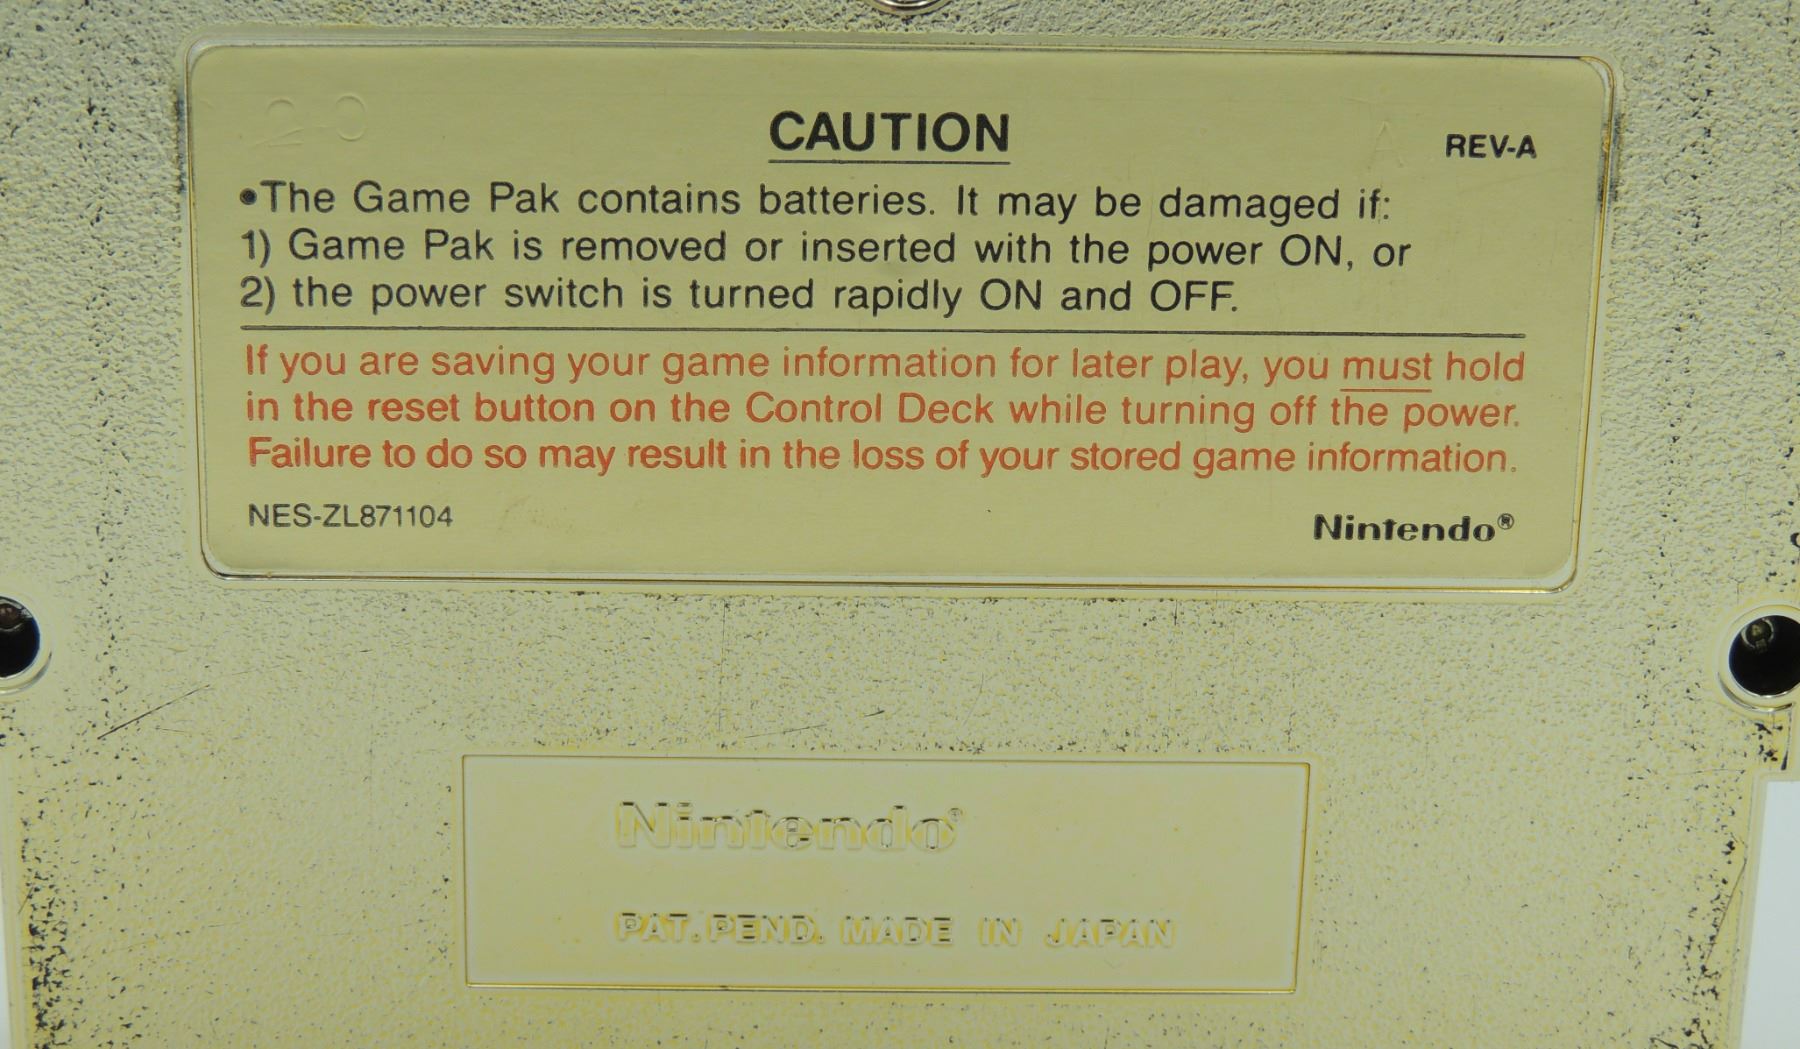 2-0
CAUTION
A
REV-A
•The Game Pak contains batteries. It may be damaged if:
1) Game Pak is removed or inserted with the power ON, or
2) the power switch is turned rapidly ON and OFF.
If you are saving your game information for later play, you must hold
in the reset button on the Control Deck while turning off the power.
Failure to do so may result in the loss of your stored game information.
NES-ZL871104
Nintendo®
Nintendo®
PAT. PEND. MADE IN JAPAN